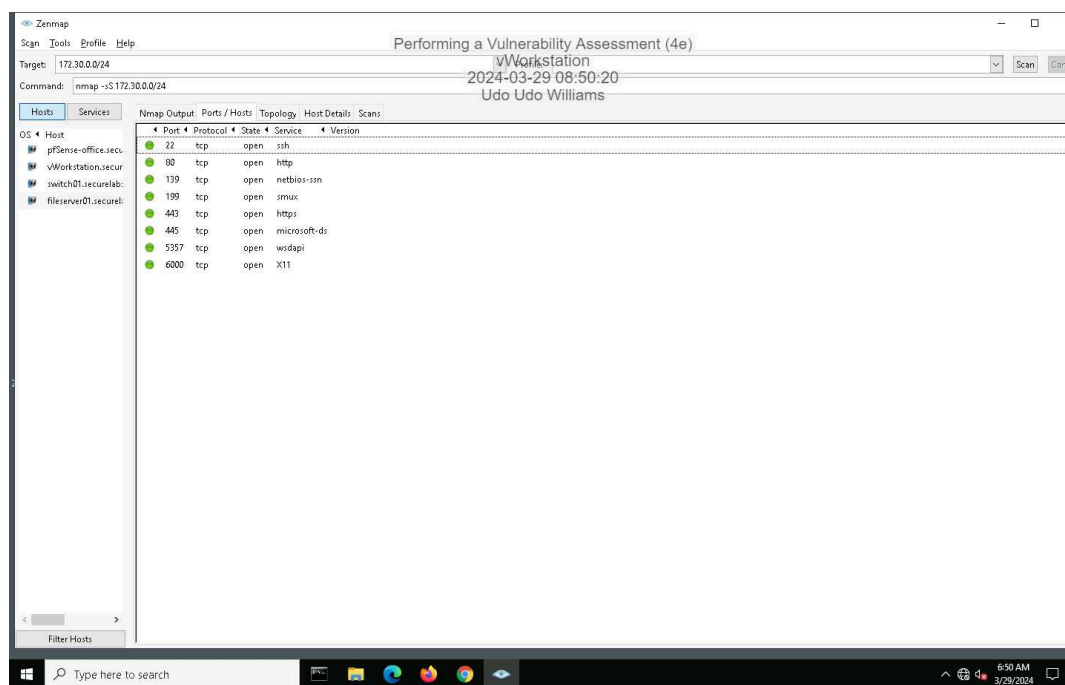 Zenmap
Scan Tools Profile Help
Performing a Vulnerability Assessment (4e)
vWorkstation
2024-03-29 08:50:20
Udo Udo Williams
Target: 172.30.0.0/24 Profile: Scan
Command: nmap -sS 172.30.0.0/24
Hosts Services Nmap Output Ports / Hosts Topology Host Details Scans
OS Host
pfSense-office.secu
vWorkstation.secur
switch01.securelab:
fileserver01.securel
Port Protocol State Service Version
22 tcp open ssh
80 tcp open http
139 tcp open netbios-ssn
199 tcp open smux
443 tcp open https
445 tcp open microsoft-ds
5357 tcp open wsdapi
6000 tcp open X11
Filter Hosts
Type here to search
6:50 AM
3/29/2024